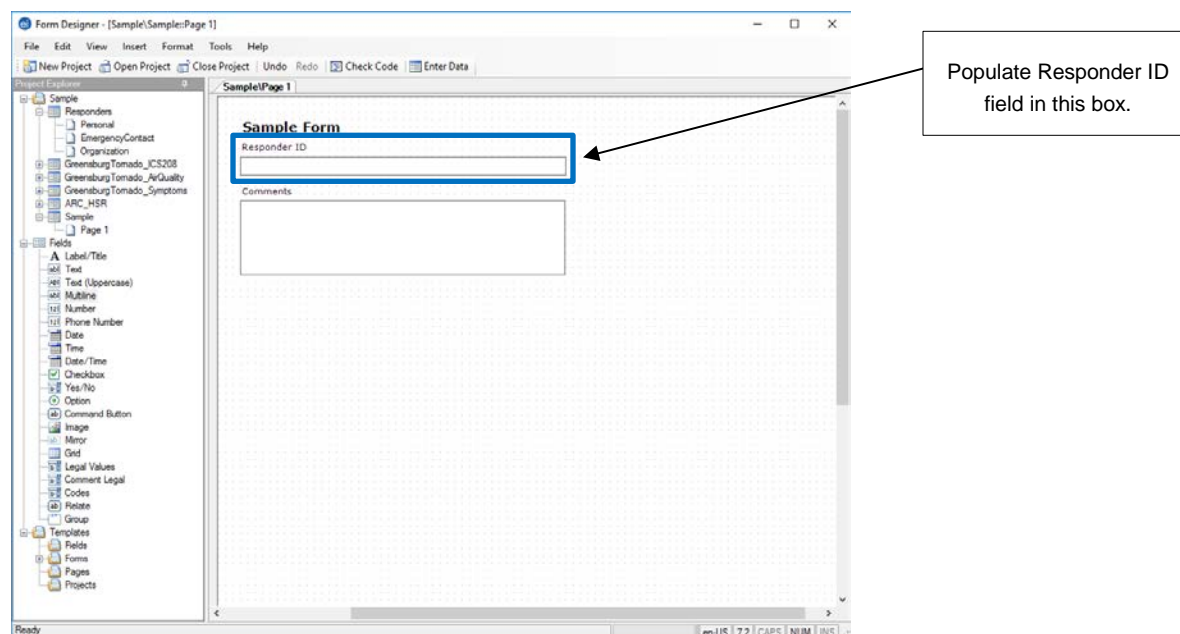 Form Designer - [Sample\Sample::Page 1]
File Edit View Insert Format Tools Help
New Project Open Project Close Project Undo Redo Check Code Enter Data
Project Explorer
Sample\Page 1
Sample
Responders
Personal
EmergencyContact
Organization
GreensburgTornado_ICS208
GreensburgTornado_AirQuality
GreensburgTornado_Symptoms
ARC_HSR
Sample
Page 1
Fields
Label/Title
Text
Text (Uppercase)
Multiline
Number
Phone Number
Date
Time
Date/Time
Checkbox
Yes/No
Option
Command Button
Image
Mirror
Grid
Legal Values
Comment Legal
Codes
Relate
Group
Templates
Fields
Forms
Pages
Projects
Sample Form
Responder ID
Comments
Populate Responder ID
field in this box.
Ready
en-US 7.2 CAPS NUM INS